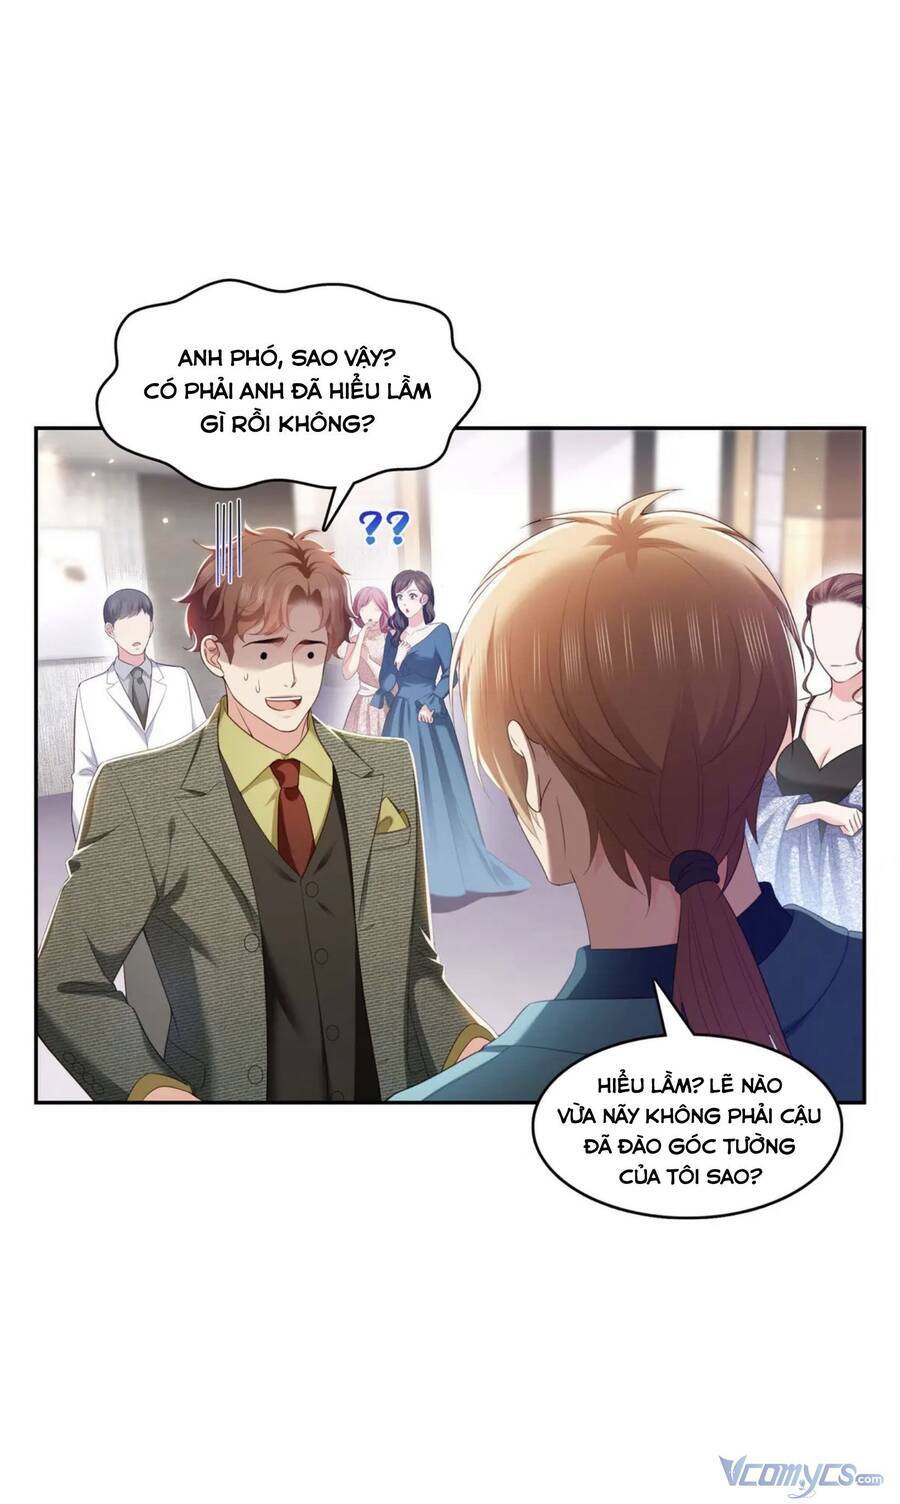 ANH PHÓ, SAO VẬY?
CÓ PHẢI ANH ĐÃ HIỂU LẦM
GÌ RỒI KHÔNG?
??
HIỂU LẦM? LẼ NÀO
VỪA NÃY KHÔNG PHẢI CẬU
ĐÃ ĐÀO GÓC TƯỜNG
CỦA TÔI SAO?
VCOMYCS.COM